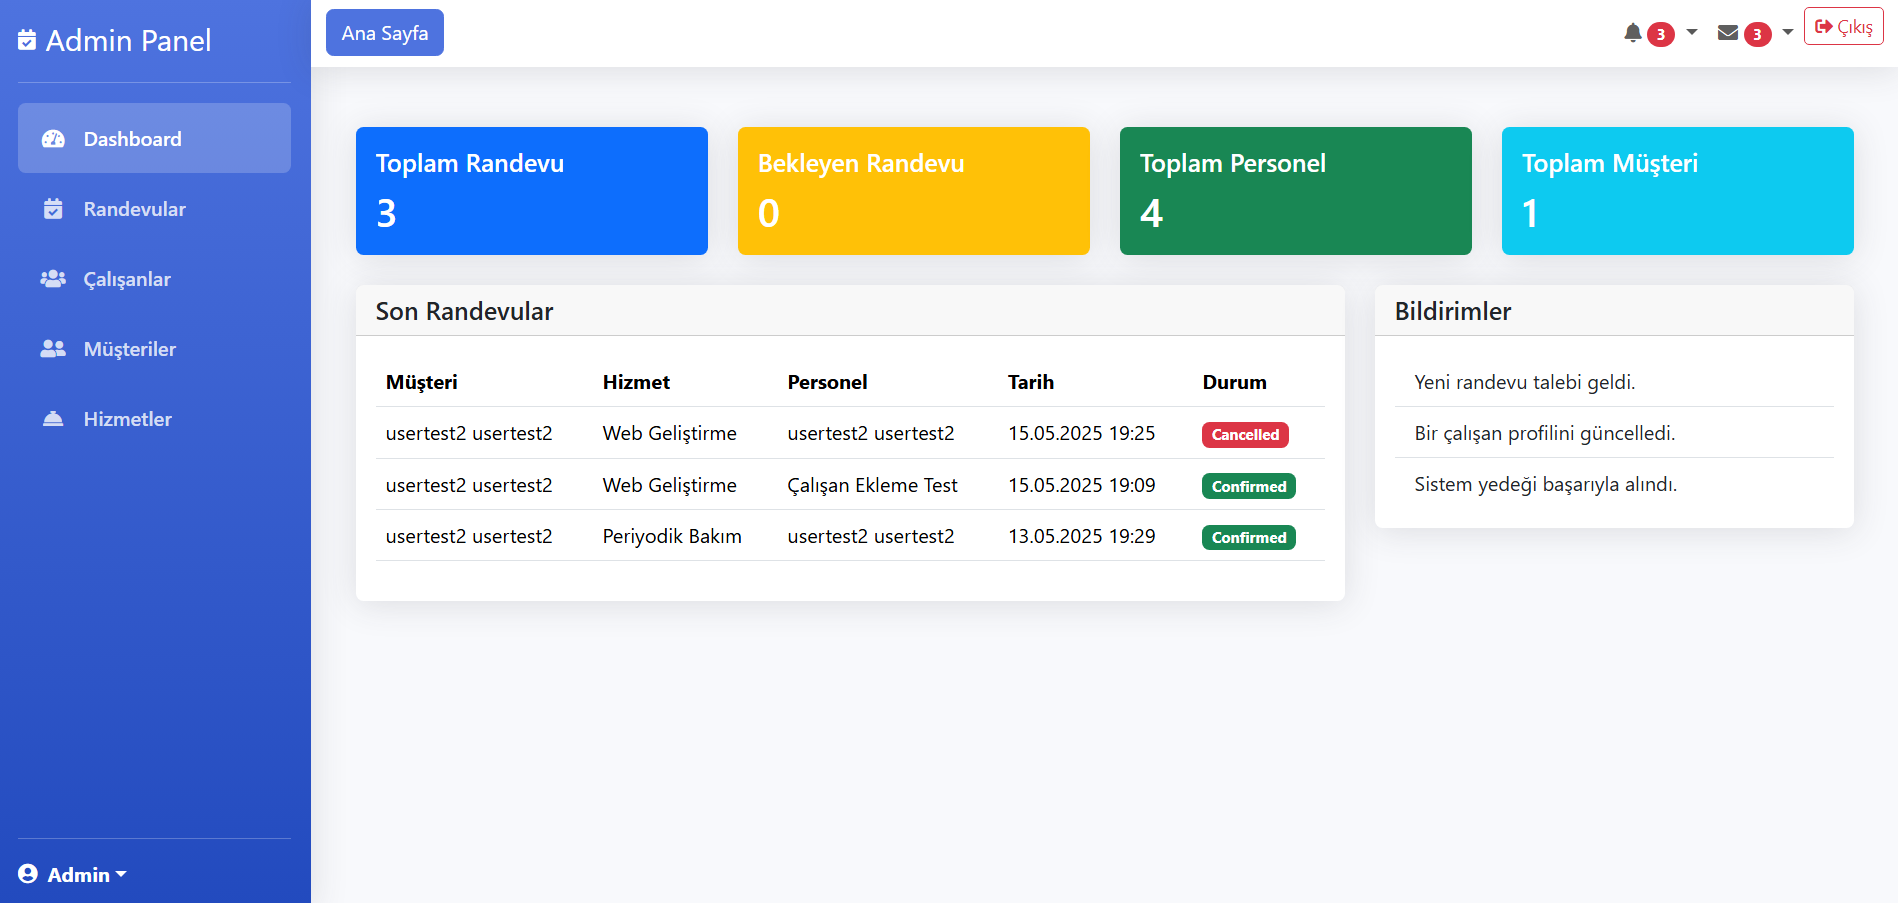 Admin Panel
Dashboard
Randevular
Çalışanlar
Müşteriler
Hizmetler
Admin
Ana Sayfa
3
3
Çıkış
Toplam Randevu
3
Bekleyen Randevu
0
Toplam Personel
4
Toplam Müşteri
1
Son Randevular
Müşteri Hizmet Personel Tarih Durum
usertest2 usertest2 Web Geliştirme usertest2 usertest2 15.05.2025 19:25 Cancelled
usertest2 usertest2 Web Geliştirme Çalışan Ekleme Test 15.05.2025 19:09 Confirmed
usertest2 usertest2 Periyodik Bakım usertest2 usertest2 13.05.2025 19:29 Confirmed
Bildirimler
Yeni randevu talebi geldi.
Bir çalışan profilini güncelledi.
Sistem yedeği başarıyla alındı.